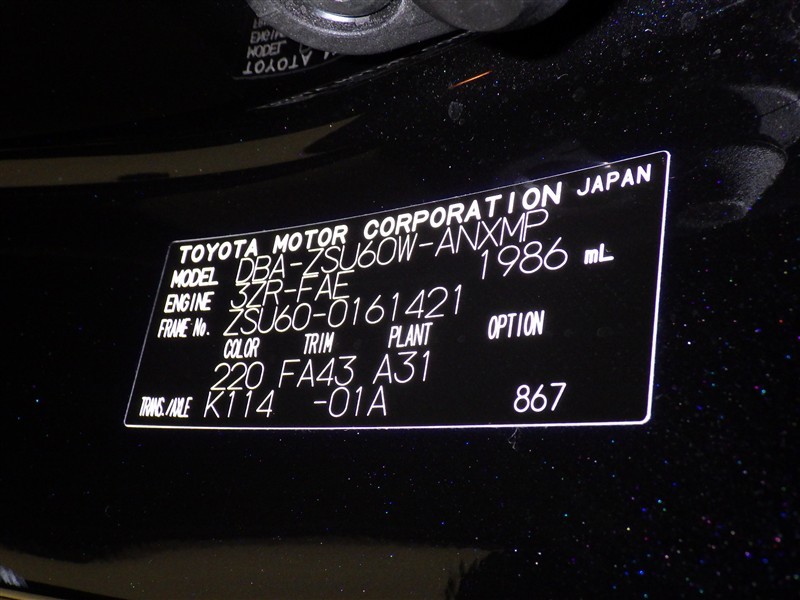 TOYOTA MOTOR CORPORATION JAPAN
MODEL DBA-ZSU60W-ANXMP
ENGINE 3ZR-FAE 1986 mL
FRAME No. ZSU60-0161421
COLOR TRIM PLANT OPTION
220 FA43 A31
TRANS./AXLE K114 -01A 867